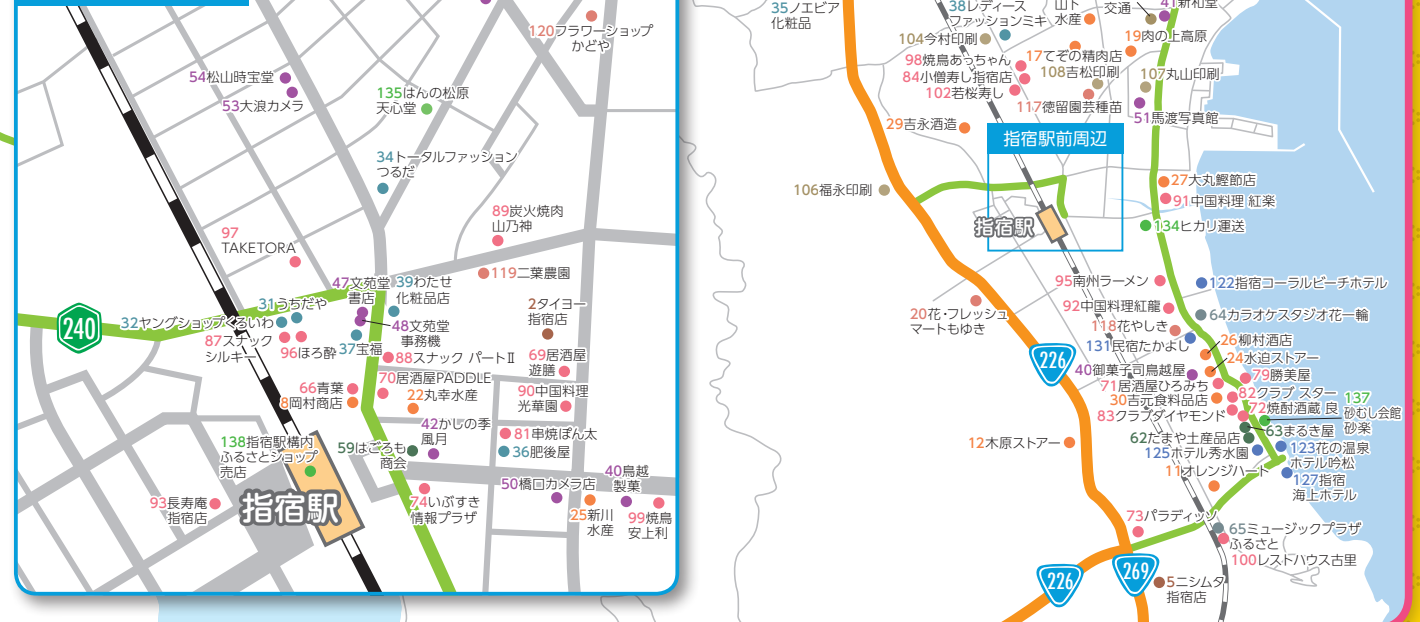 120フラワーショップ
かどや
54松山時宝堂
53大浪カメラ
135はんの松原
天心堂
34トータルファッション
つるだ
89炭火焼肉
山乃神
97
TAKETORA
119二葉農園
47文苑堂
書店
39わたせ
化粧品店
31うちだや
2タイヨー
指宿店
240
32ヤングショップくろいわ
48文苑堂
事務機
87スナック
シルキー
96ほろ酔
37宝福
88スナック パートⅡ
69居酒屋
遊膳
70居酒屋PADDLE
66青葉
8岡村商店
22丸幸水産
90中国料理
光華園
42かしの季
風月
81串焼ぽん太
138指宿駅構内
ふるさとショップ
売店
59はごろも
商会
36肥後屋
40鳥越
製菓
50橋口カメラ店
93長寿庵
指宿店
指宿駅
74いぶすき
情報プラザ
25新川
水産
99焼鳥
安上利
35ノエビア
化粧品
38レディース
ファッションミキ
山下
水産
交通
41新和堂
104今村印刷
19肉の上高原
98焼鳥あっちゃん
17てぞの精肉店
84小僧寿し指宿店
108吉松印刷
107丸山印刷
102若桜寿し
117徳留園芸種苗
51馬渡写真館
29吉永酒造
指宿駅前周辺
106福永印刷
27大丸鰹節店
91中国料理 紅楽
指宿駅
134ヒカリ運送
95南州ラーメン
122指宿コーラルビーチホテル
92中国料理紅龍
64カラオケスタジオ花一輪
20花・フレッシュ
マートもゆき
118花やしき
131民宿たかよし
26柳村酒店
24水迫ストアー
226
40御菓子司鳥越屋
79勝美屋
71居酒屋ひろみち
82クラブ スター
30吉元食料品店
72焼酎酒蔵 良
137
砂むし会館
砂楽
83クラブダイヤモンド
63まるき屋
12木原ストアー
62たまや土産品店
125ホテル秀水園
123花の温泉
ホテル吟松
11オレンジハート
127指宿
海上ホテル
73パラディッソ
65ミュージックプラザ
ふるさと
100レストハウス古里
226
269
5ニシムタ
指宿店